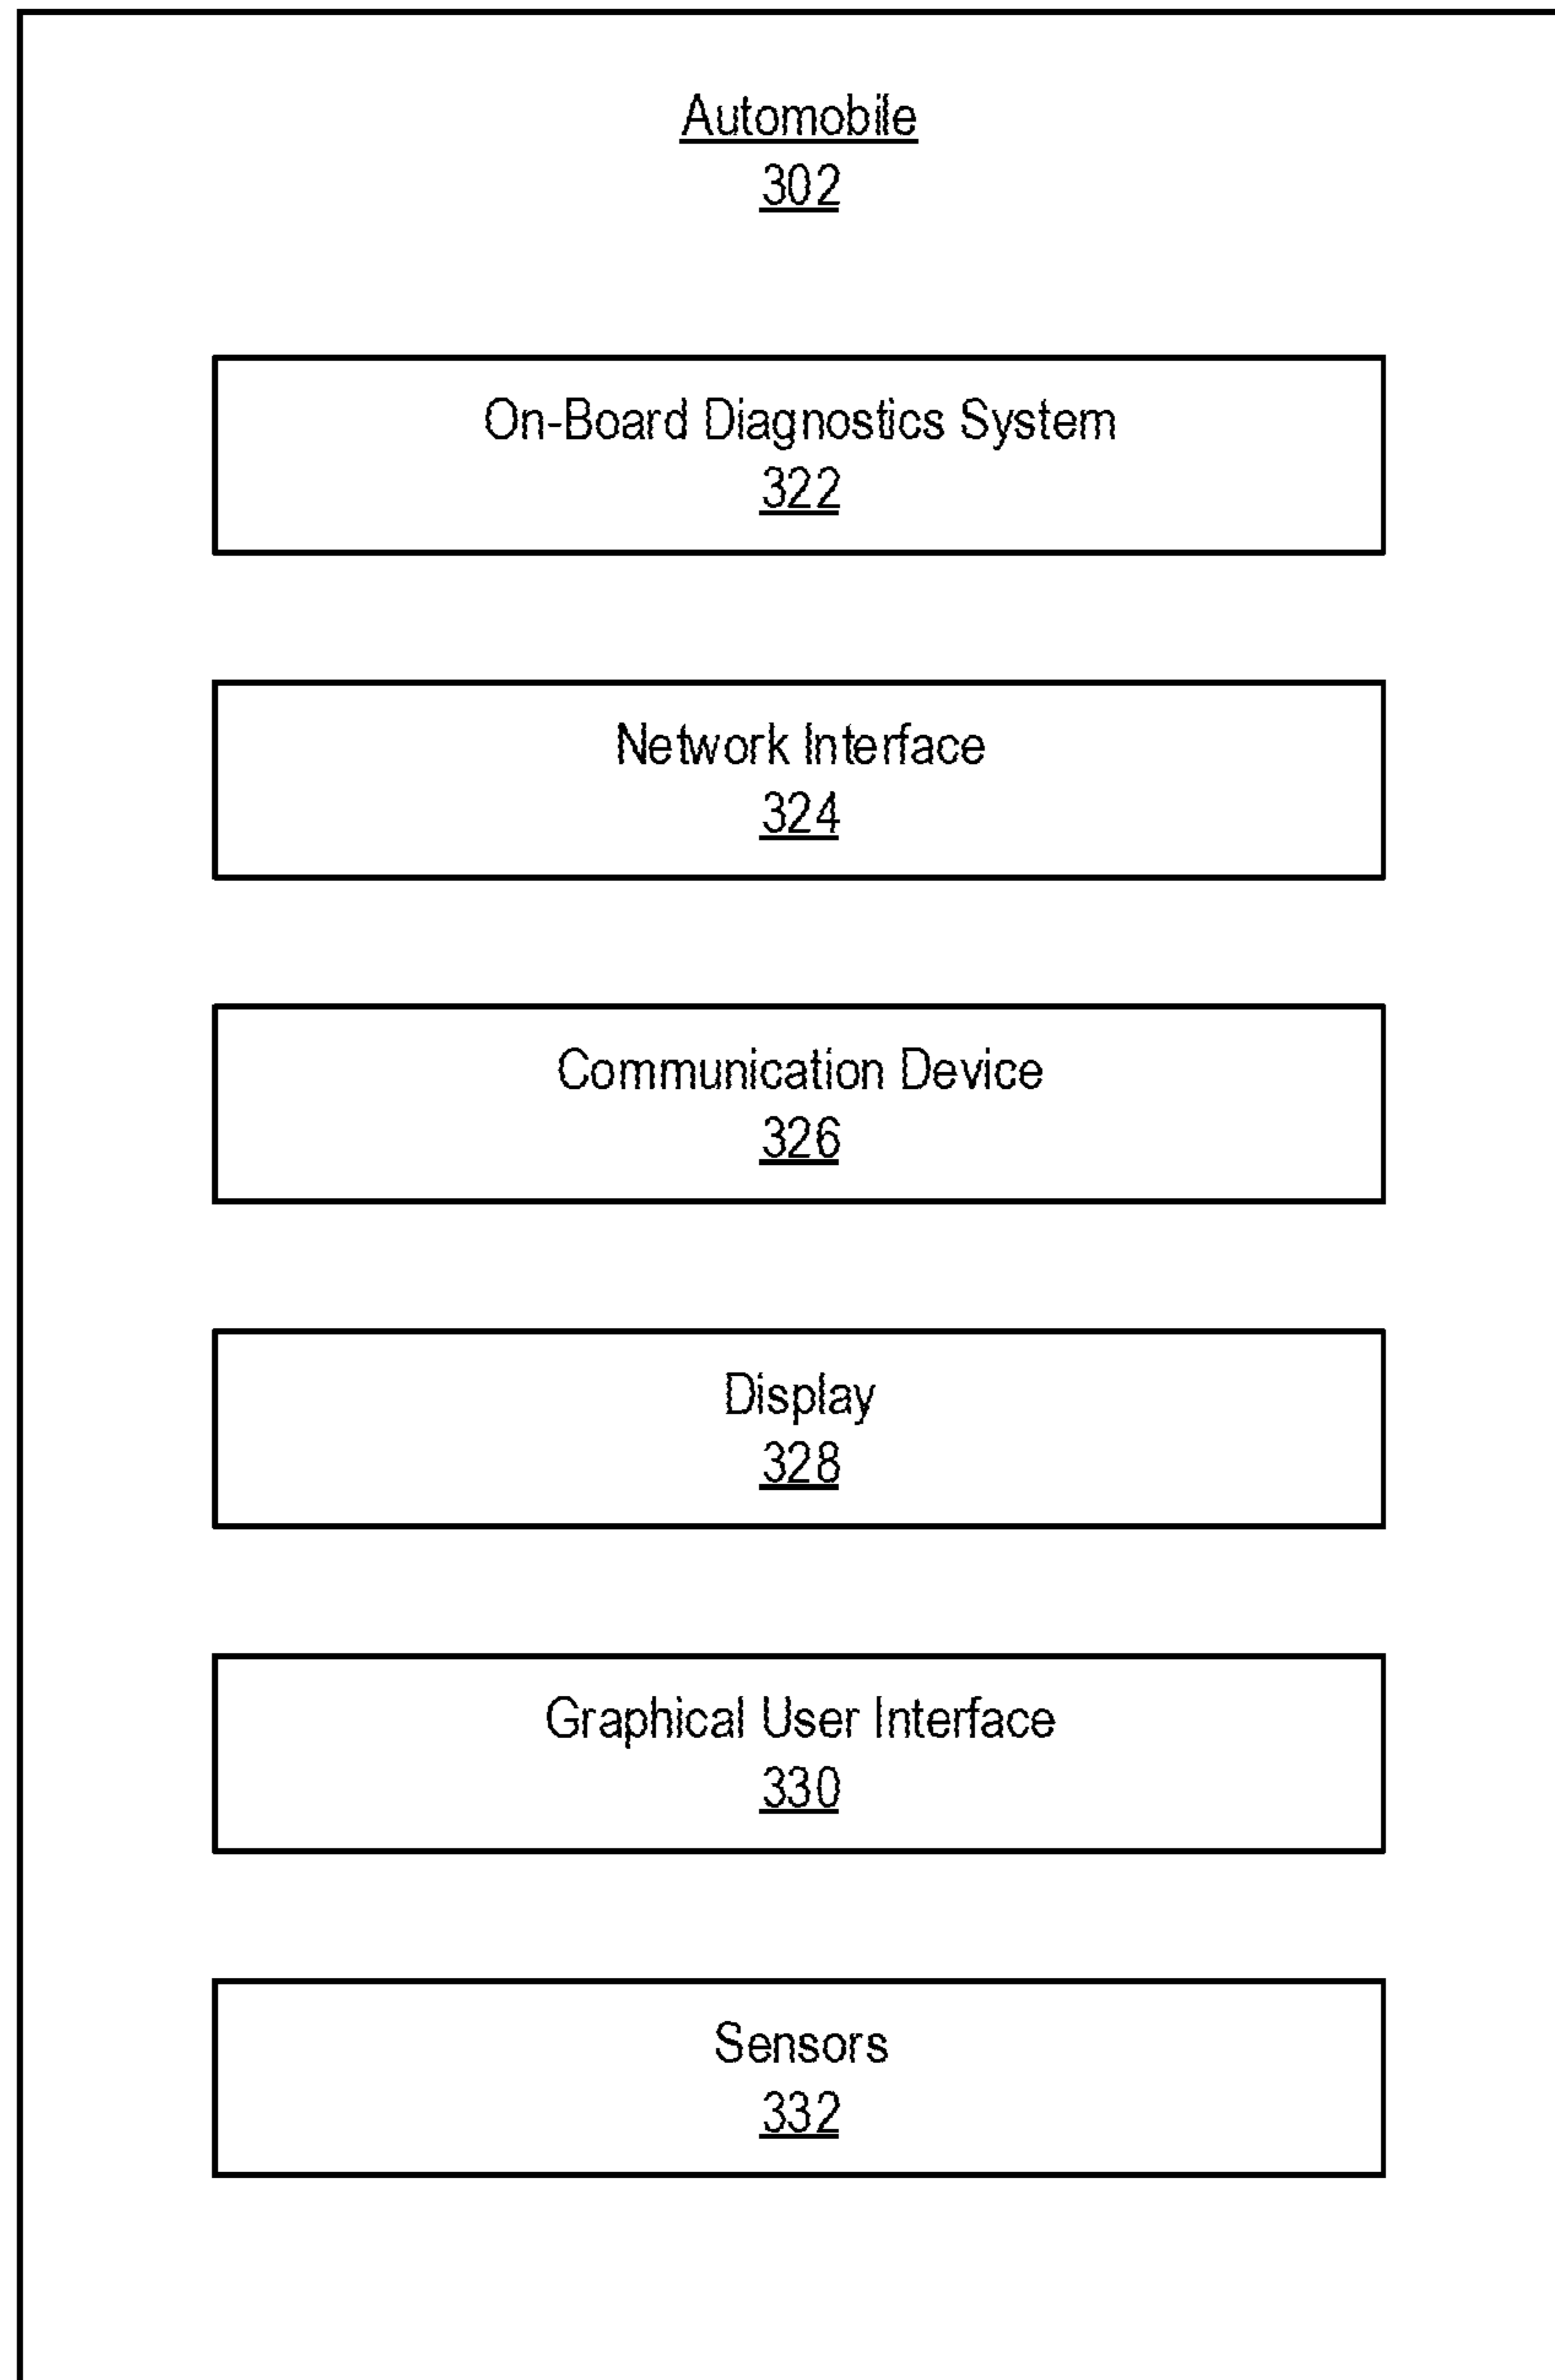 Automobile
302
On-Board Diagnostics System
322
Network Interface
324
Communication Device
326
Display
328
Graphical User Interface
330
Sensors
332